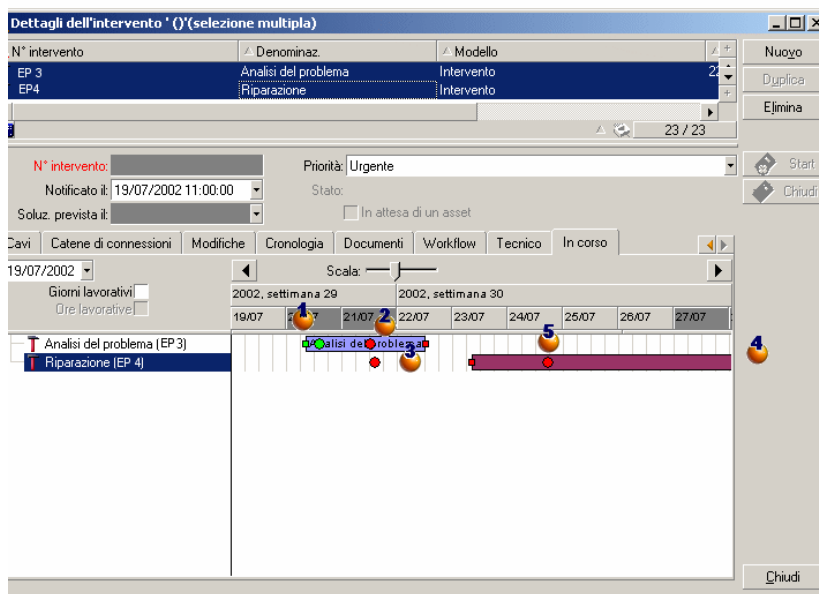 Dettagli dell'intervento ' ()'(selezione multipla)
N° intervento Denominaz. Modello
EP 3 Analisi del problema Intervento
EP4 Riparazione Intervento
23 / 23
Nuovo
Duplica
Elimina
Start
Chiudi
N° intervento: Priorità: Urgente
Notificato il: 19/07/2002 11:00:00 Stato:
Soluz. prevista il: In attesa di un asset
Cavi Catene di connessioni Modifiche Cronologia Documenti Workflow Tecnico In corso
19/07/2002 Scala:
Giorni lavorativi 2002, settimana 29 2002, settimana 30
Ore lavorative
19/07 21/07 22/07 23/07 24/07 25/07 26/07 27/07
1
2
5
Analisi del problema (EP 3)
Riparazione (EP 4)
3
4
Chiudi